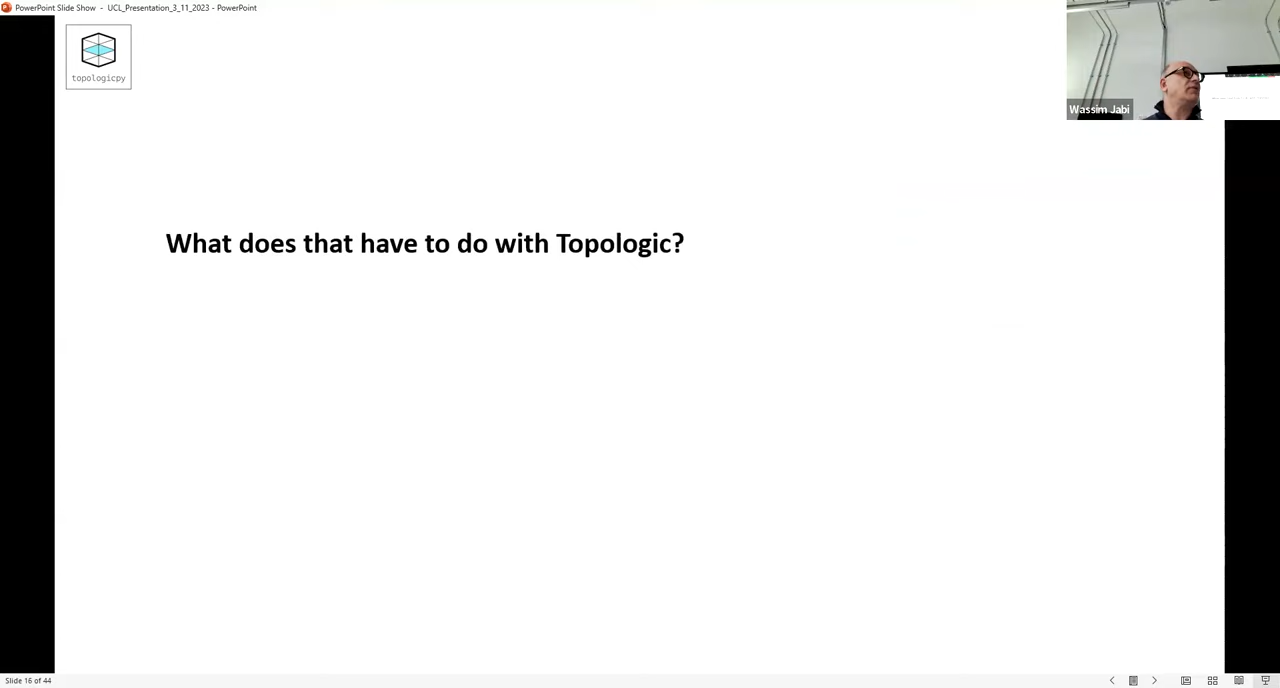 PowerPoint Slide Show - UCL_Presentation_3_11_2023 - PowerPoint
topologicpy
Wassim Jabi
What does that have to do with Topologic?
Slide 16 of 44